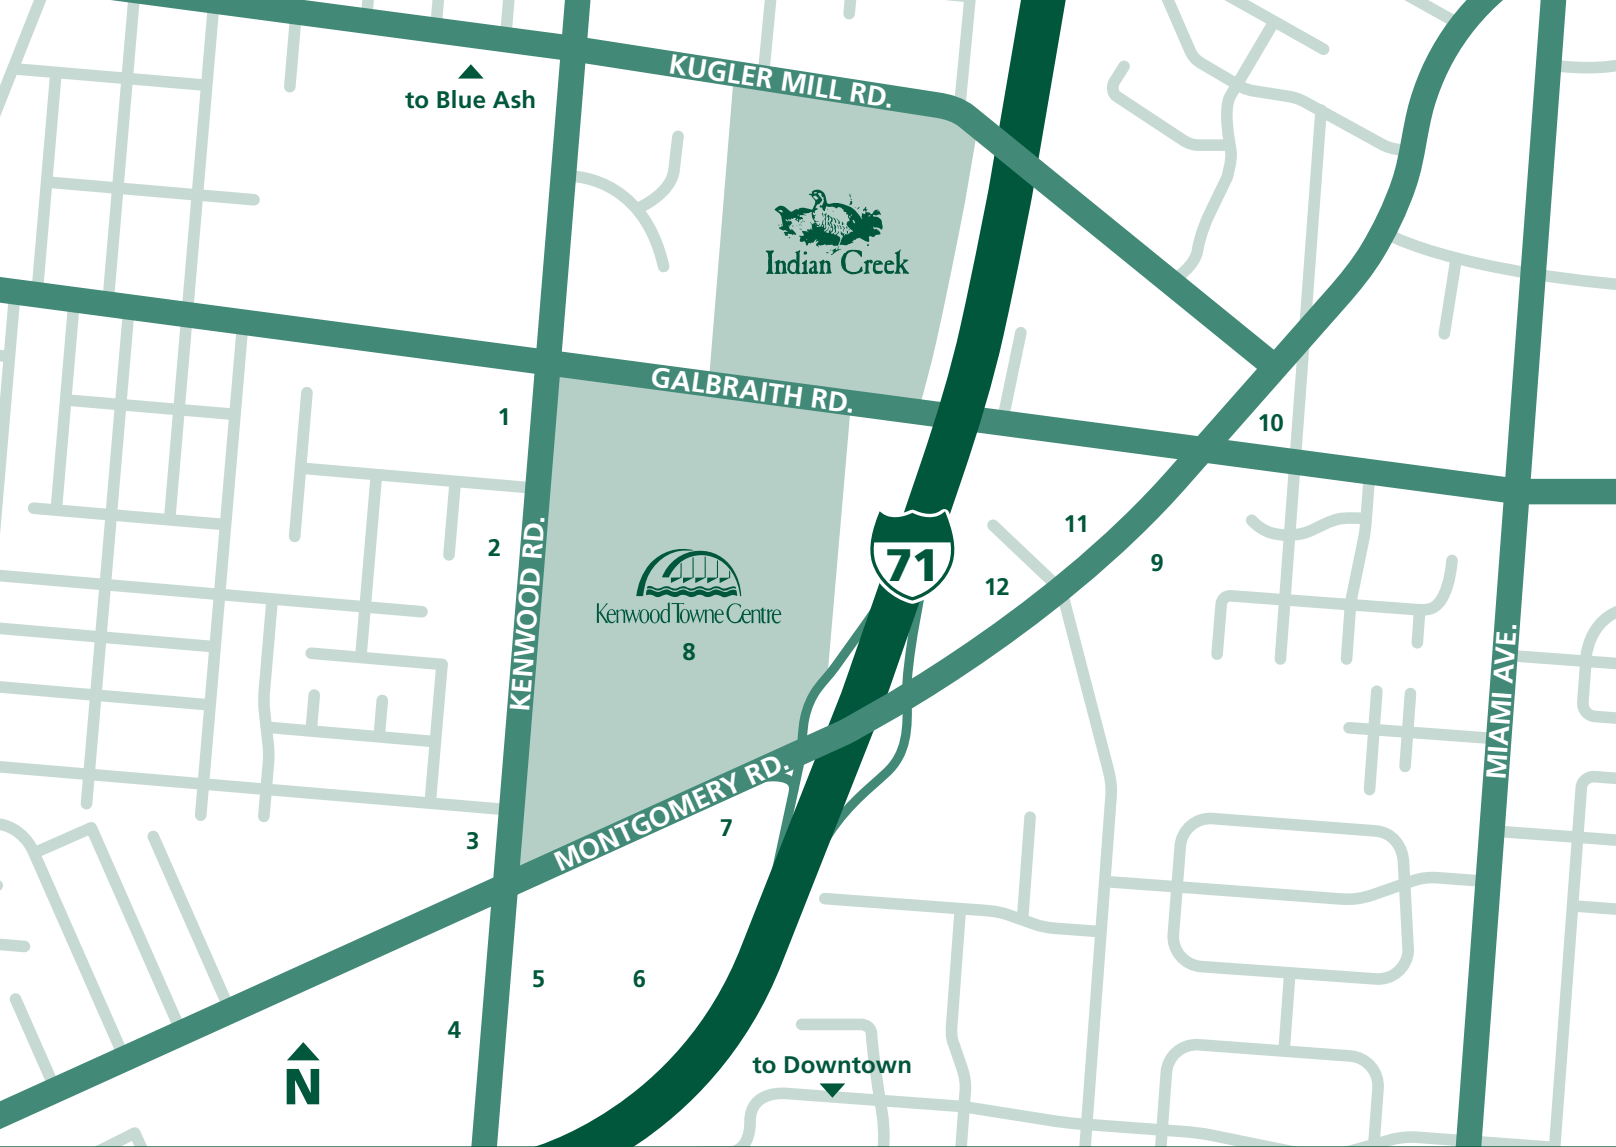 KUGLER MILL RD.
to Blue Ash
Indian Creek
GALBRAITH RD.
1
10
KENWOOD RD.
2
71
11
9
12
Kenwood Towne Centre
8
MIAMI AVE.
MONTGOMERY RD.
7
3
5
6
4
N
to Downtown